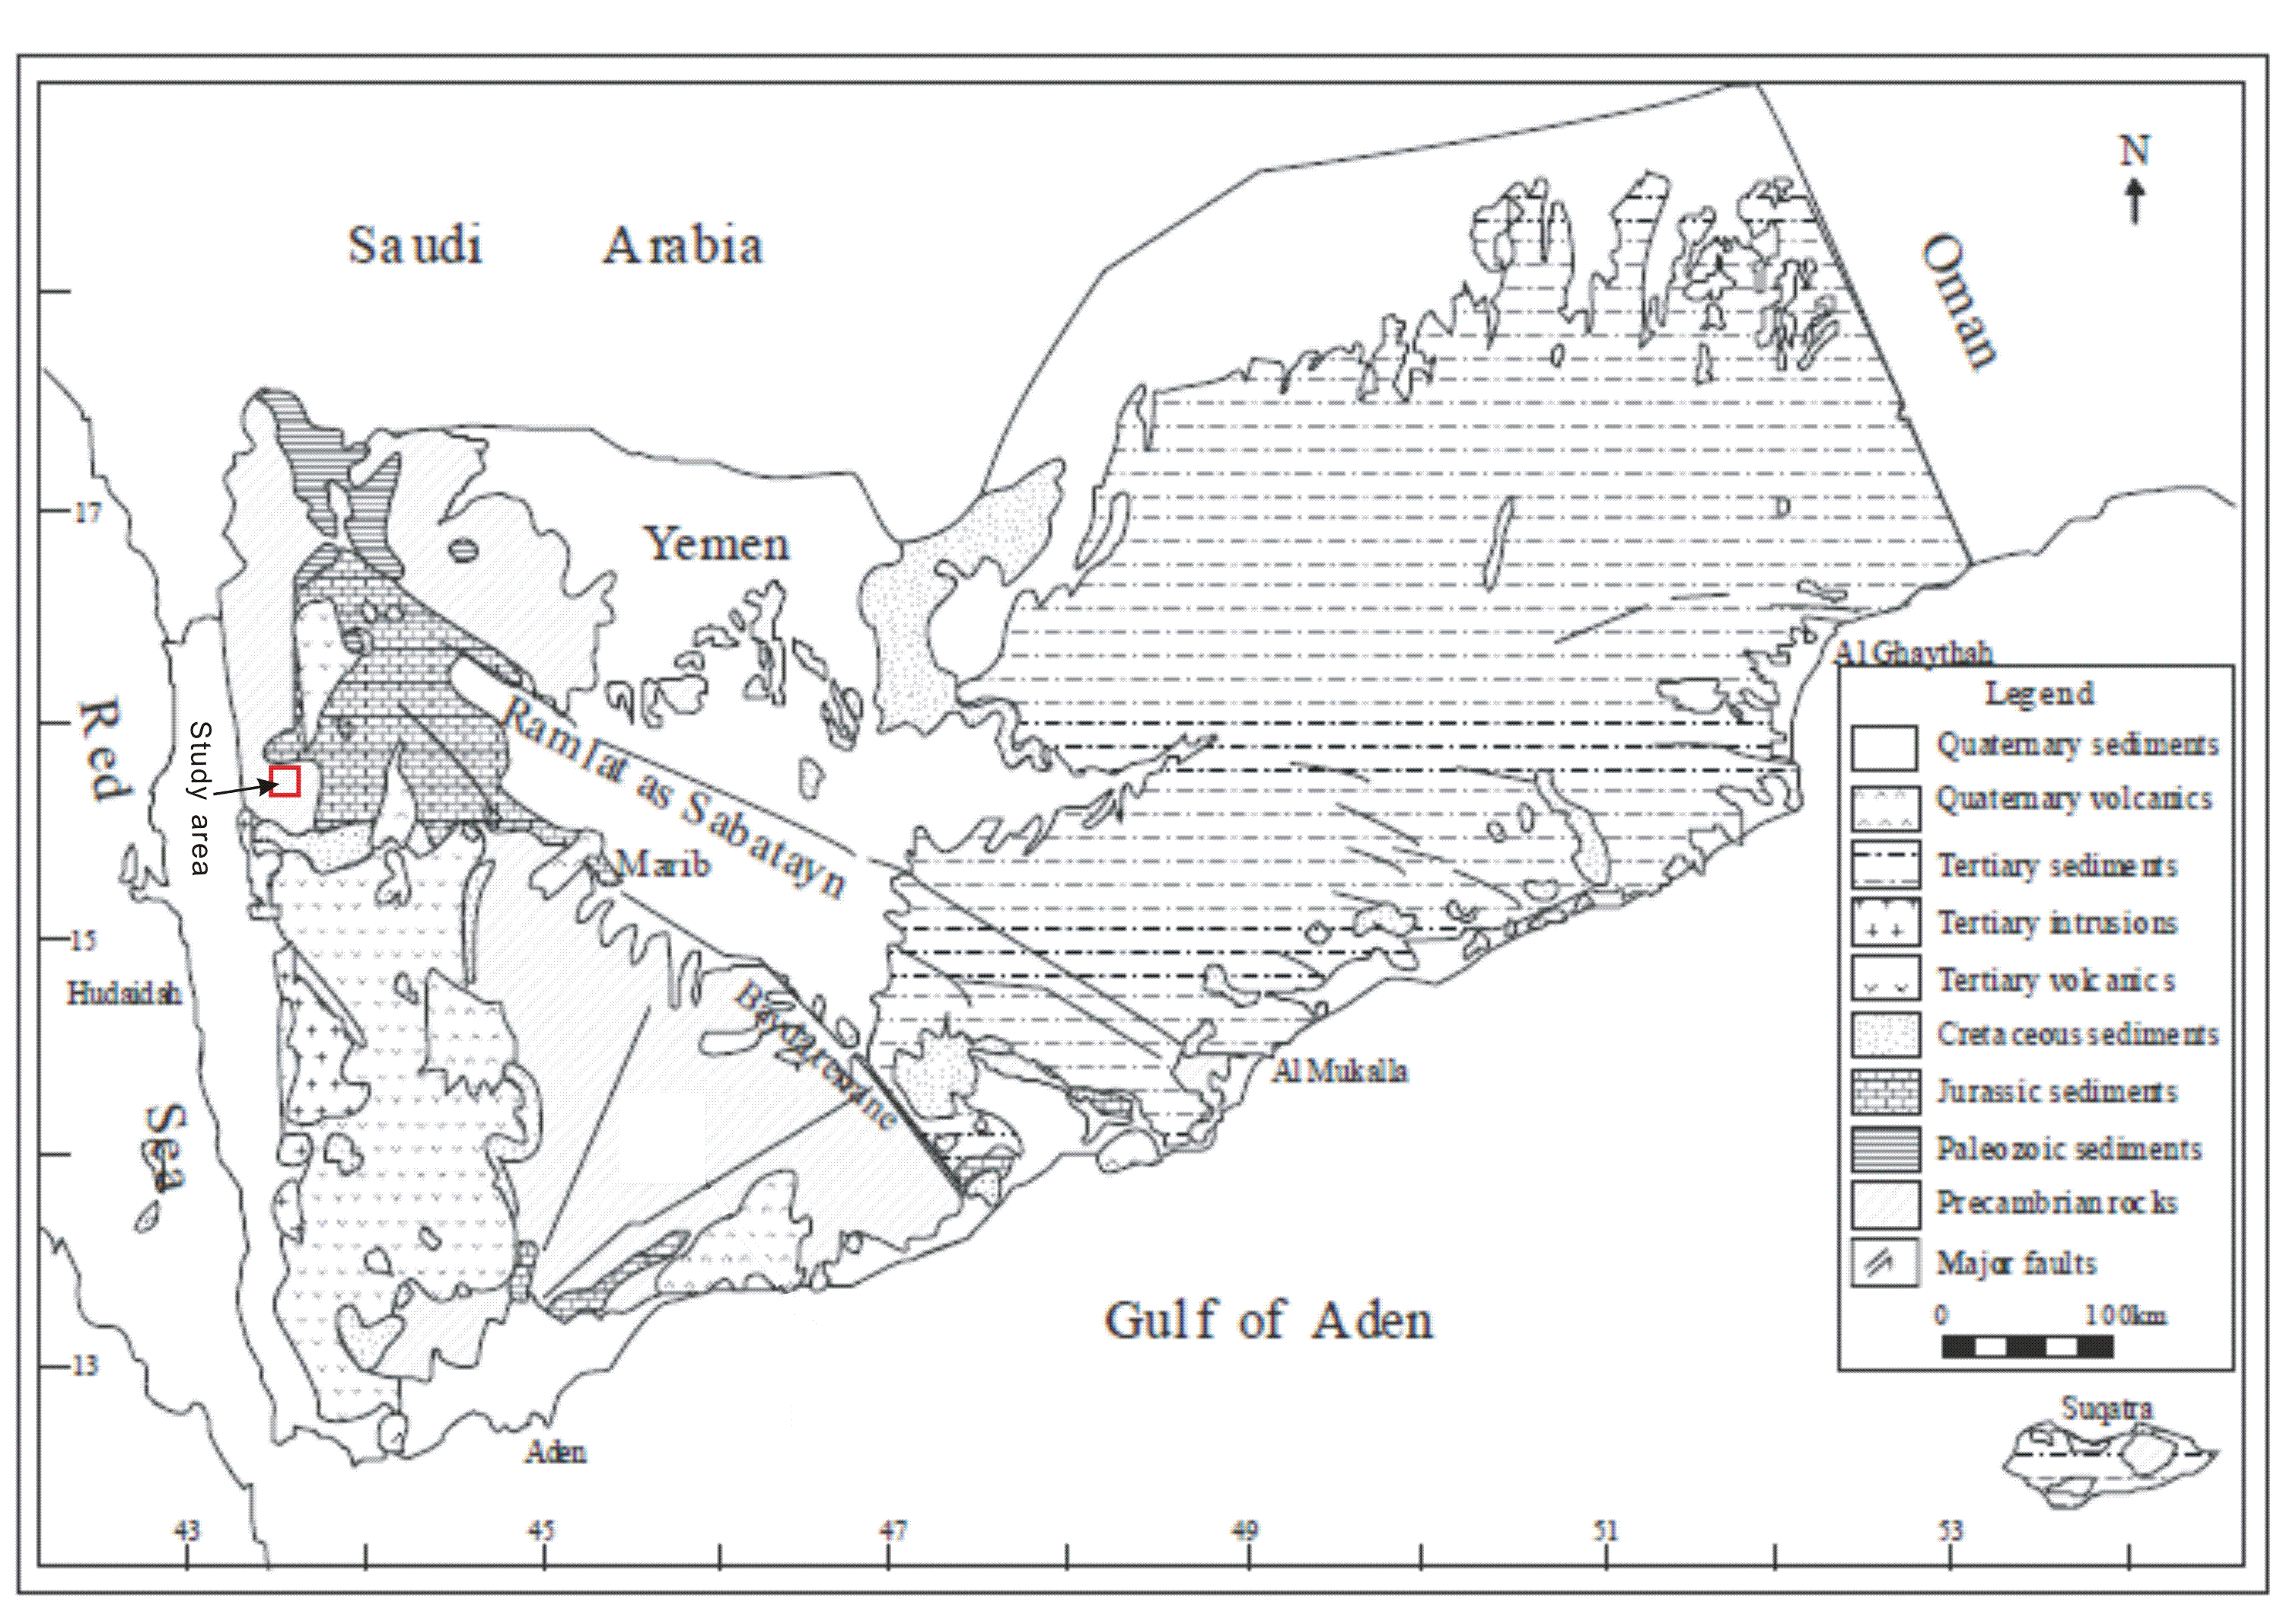 N
Saudi Arabia
Oman
17
Yemen
Al Ghaythah
Red Sea
Study area
Ramlat as Sabatayn
Marib
15
Hudaidah
Al Mukalla
Gulf of Aden
13
Aden
Legend
Quaternary sediments
Quaternary volcanics
Tertiary sediments
Tertiary intrusions
Tertiary volcanics
Cretaceous sediments
Jurassic sediments
Paleozoic sediments
Precambrian rocks
Major faults
0 100km
Suqatra
43 45 47 49 51 53